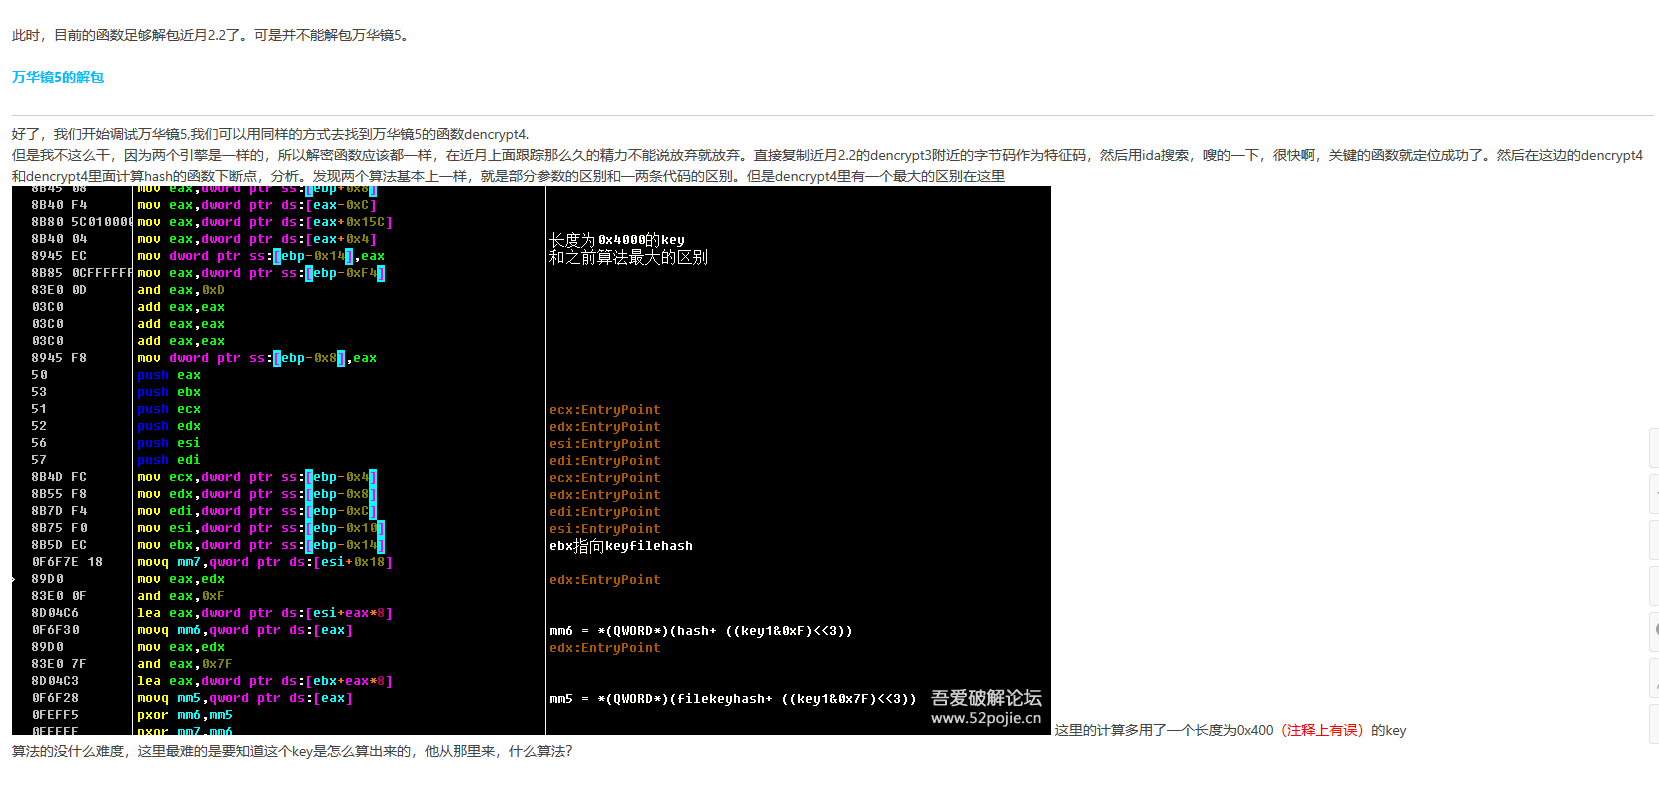 此时，目前的函数足够解包近月2.2了。可是并不能解包万华镜5。
万华镜5的解包
好了，我们开始调试万华镜5,我们可以用同样的方式去找到万华镜5的函数dencrypt4.
但是我不这么干，因为两个引擎是一样的，所以解密函数应该都一样，在近月上面跟踪那么久的精力不能说放弃就放弃。直接复制近月2.2的dencrypt3附近的字节码作为特征码，然后用ida搜索，嗖的一下，很快啊，关键的函数就定位成功了。然后在这边的dencrypt4
和dencrypt4里面计算hash的函数下断点，分析。发现两个算法基本上一样，就是部分参数的区别和一两条代码的区别。但是dencrypt4里有一个最大的区别在这里
8B45 08 mov eax,dword ptr ss:[ebp+0x8]
8B40 F4 mov eax,dword ptr ds:[eax-0xC]
8B80 5C010000 mov eax,dword ptr ds:[eax+0x15C]
8B40 04 mov eax,dword ptr ds:[eax+0x4] 长度为0x4000的key
8945 EC mov dword ptr ss:[ebp-0x14],eax 和之前算法最大的区别
8B85 0CFFFFFF mov eax,dword ptr ss:[ebp-0xF4]
83E0 0D and eax,0xD
03C0 add eax,eax
03C0 add eax,eax
03C0 add eax,eax
8945 F8 mov dword ptr ss:[ebp-0x8],eax
50 push eax
53 push ebx
51 push ecx ecx:EntryPoint
52 push edx edx:EntryPoint
56 push esi esi:EntryPoint
57 push edi edi:EntryPoint
8B4D FC mov ecx,dword ptr ss:[ebp-0x4] ecx:EntryPoint
8B55 F8 mov edx,dword ptr ss:[ebp-0x8] edx:EntryPoint
8B7D F4 mov edi,dword ptr ss:[ebp-0xC] edi:EntryPoint
8B75 F0 mov esi,dword ptr ss:[ebp-0x10] esi:EntryPoint
8B5D EC mov ebx,dword ptr ss:[ebp-0x14] ebx指向keyfilehash
0F6F7E 18 movq mm7,qword ptr ds:[esi+0x18]
89D0 mov eax,edx edx:EntryPoint
83E0 0F and eax,0xF
8D04C6 lea eax,dword ptr ds:[esi+eax*8]
0F6F30 movq mm6,qword ptr ds:[eax] mm6 = *(QWORD*)(hash+ ((key1&0xF)<<3))
89D0 mov eax,edx edx:EntryPoint
83E0 7F and eax,0x7F
8D04C3 lea eax,dword ptr ds:[ebx+eax*8]
0F6F28 movq mm5,qword ptr ds:[eax] mm5 = *(QWORD*)(filekeyhash+ ((key1&0x7F)<<3))
0FEFF5 pxor mm6,mm5
pxor mm7,mm6
吾爱破解论坛
www.52pojie.cn
这里的计算多用了一个长度为0x400（注释上有误）的key
算法的没什么难度，这里最难的是要知道这个key是怎么算出来的，他从那里来，什么算法?